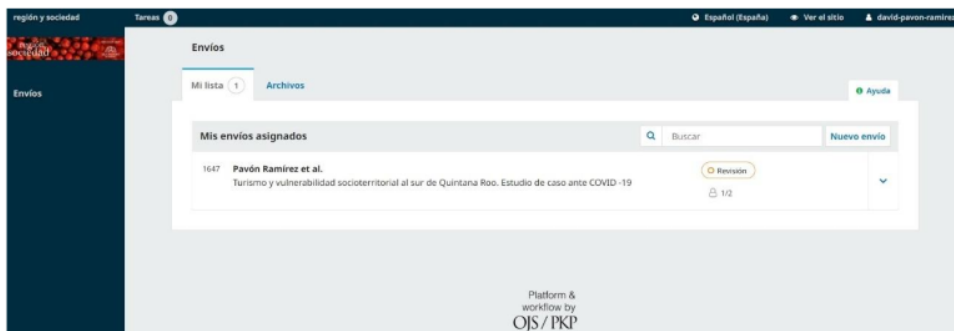 región y sociedad
Tareas 0
Español (España)
Ver el sitio
david-pavon-ramirez
región y
sociedad
Envíos
Envíos
Mi lista 1
Archivos
Ayuda
Mis envíos asignados
Buscar
Nuevo envío
1647 Pavón Ramírez et al.
Turismo y vulnerabilidad socioterritorial al sur de Quintana Roo. Estudio de caso ante COVID -19
Revisión
1/2
Platform &
workflow by
OJS / PKP